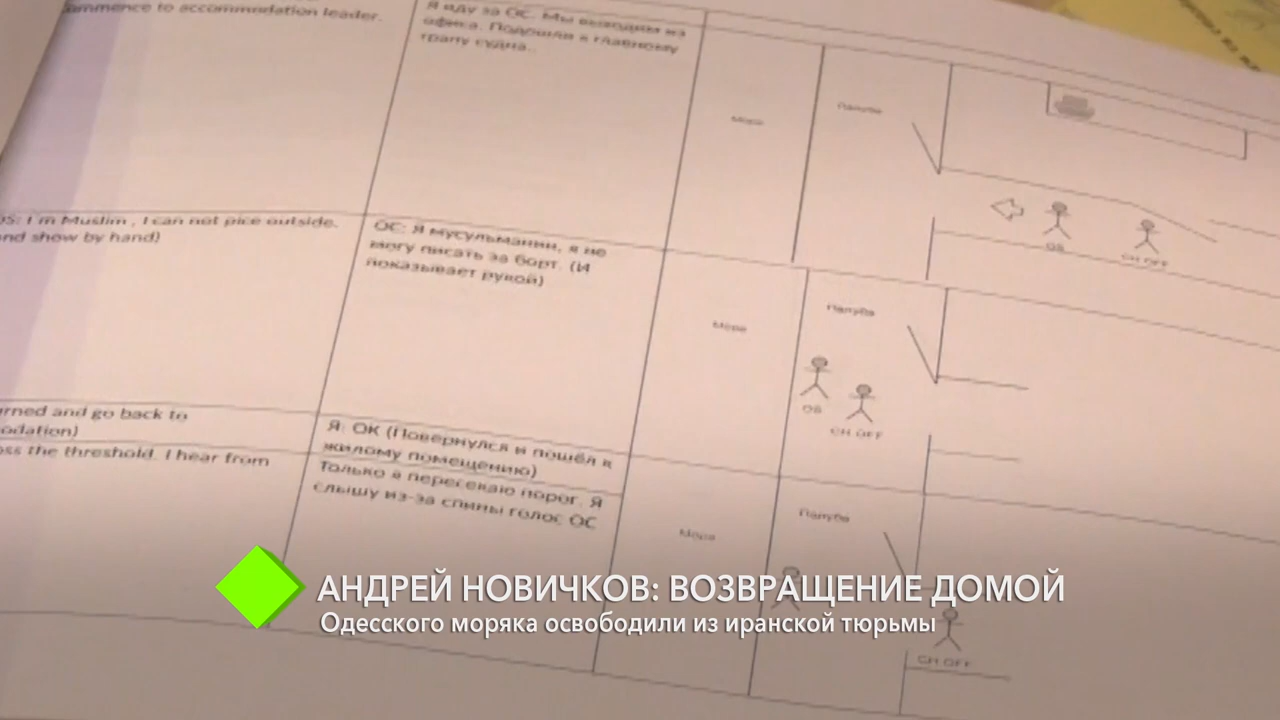 mmence to accommodation leader.
Я иду за ОС. Мы выходим из
офиса. Подошли к главному
трапу судна..
Море
Палуба
OS
CH OFF
OS: I'm Muslim , I can not pice outside.
and show by hand)
ОС: Я мусульманин, я не
могу писать за борт. (И
показывает рукой)
Море
Палуба
OS
CH OFF
rned and go back to
odation)
Я: ОК (Повернулся и пошёл к
жилому помещению)
oss the threshold. I hear from
Только я пересекаю порог. Я
слышу из-за спины голос ОС
Море
Палуба
CH OFF
АНДРЕЙ НОВИЧКОВ: ВОЗВРАЩЕНИЕ ДОМОЙ
Одесского моряка освободили из иранской тюрьмы